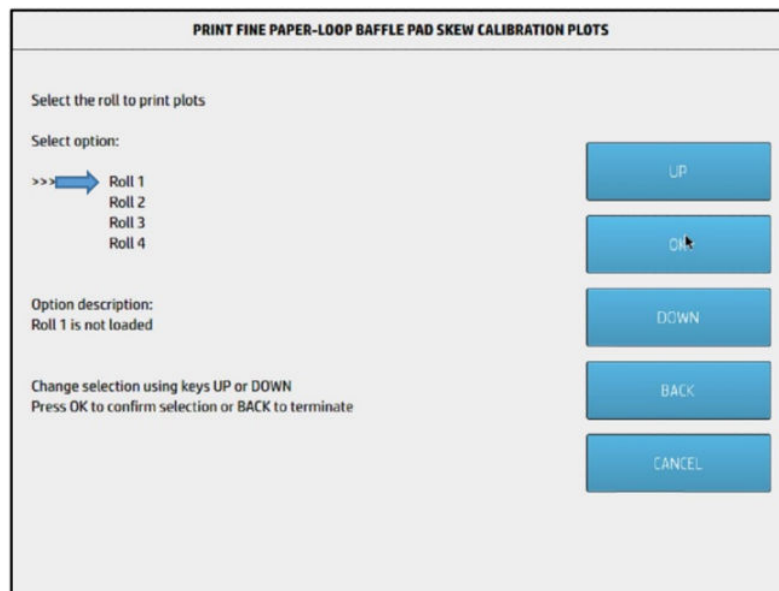 PRINT FINE PAPER-LOOP BAFFLE PAD SKEW CALIBRATION PLOTS
Select the roll to print plots
Select option:
>>> Roll 1
Roll 2
Roll 3
Roll 4
Option description:
Roll 1 is not loaded
Change selection using keys UP or DOWN
Press OK to confirm selection or BACK to terminate
UP
OK
DOWN
BACK
CANCEL